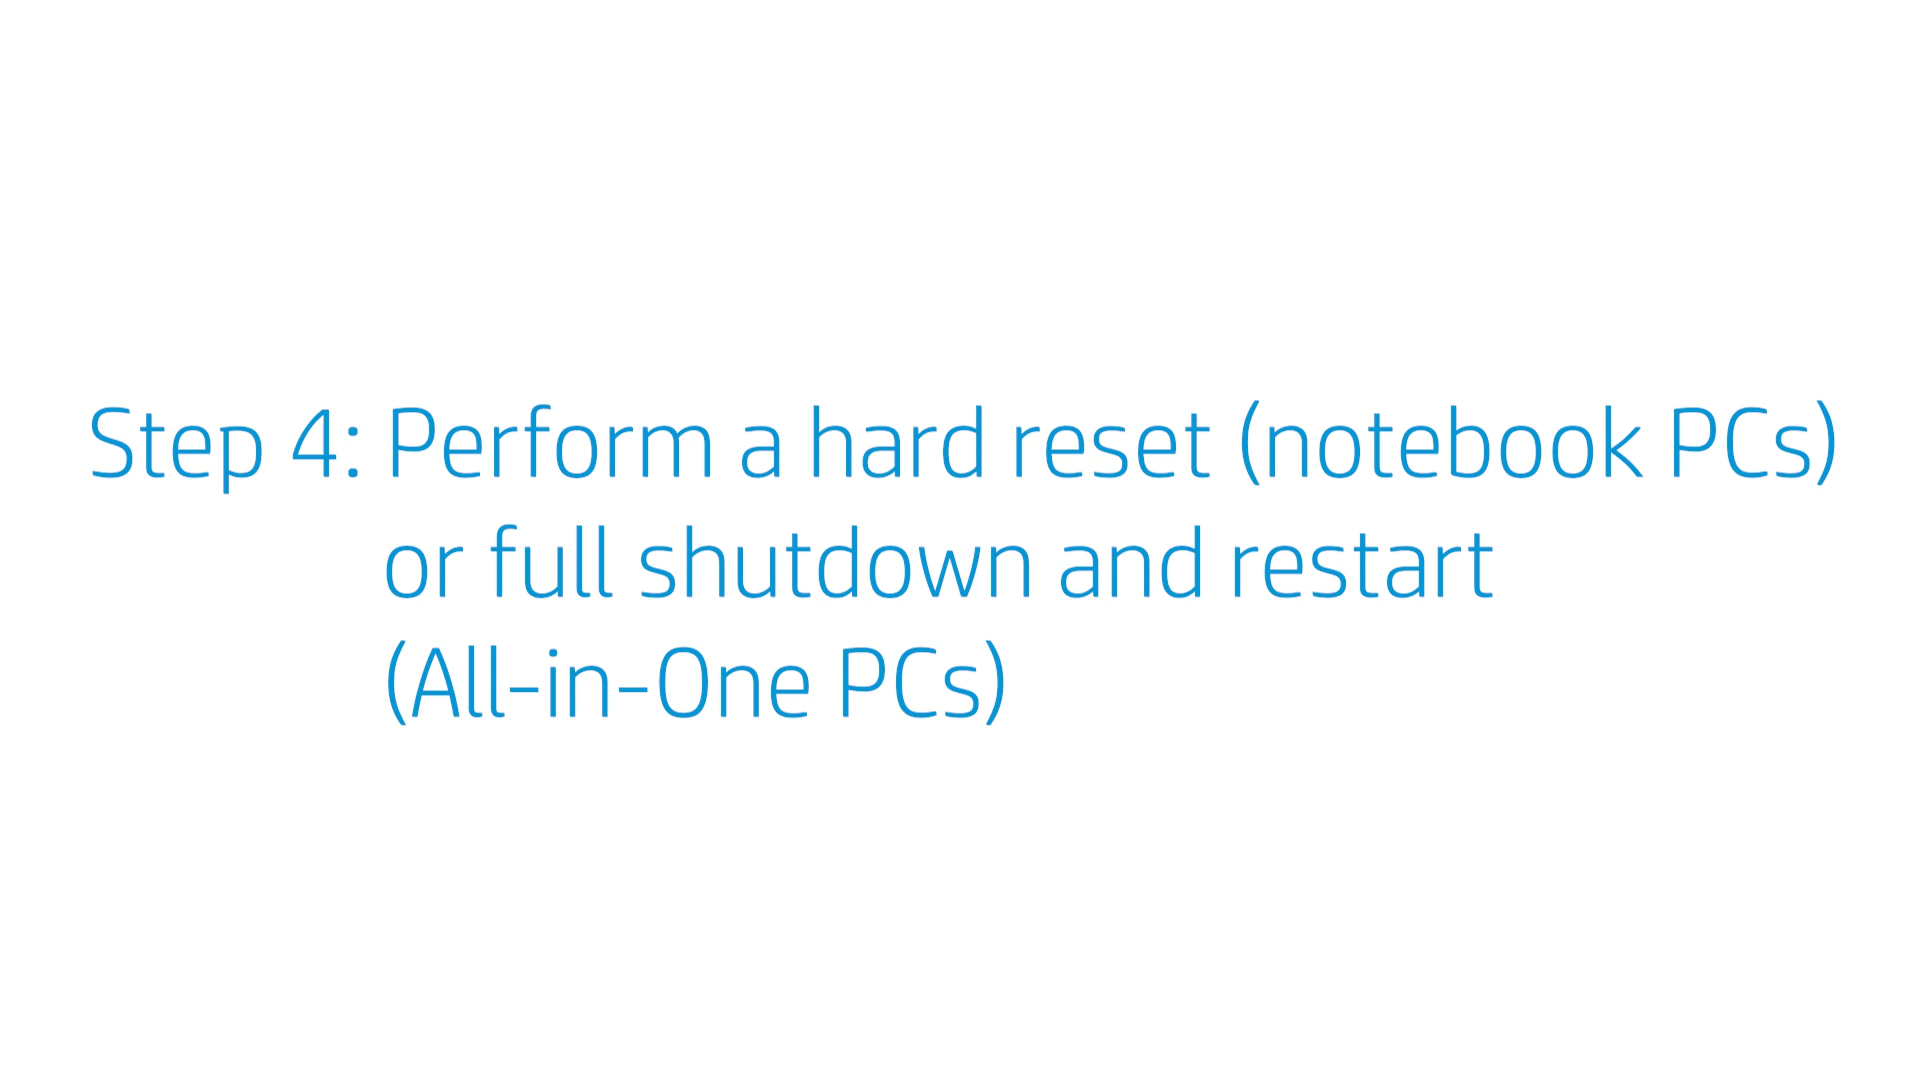 Step 4: Perform a hard reset (notebook PCs)
or full shutdown and restart
(All-in-One PCs)